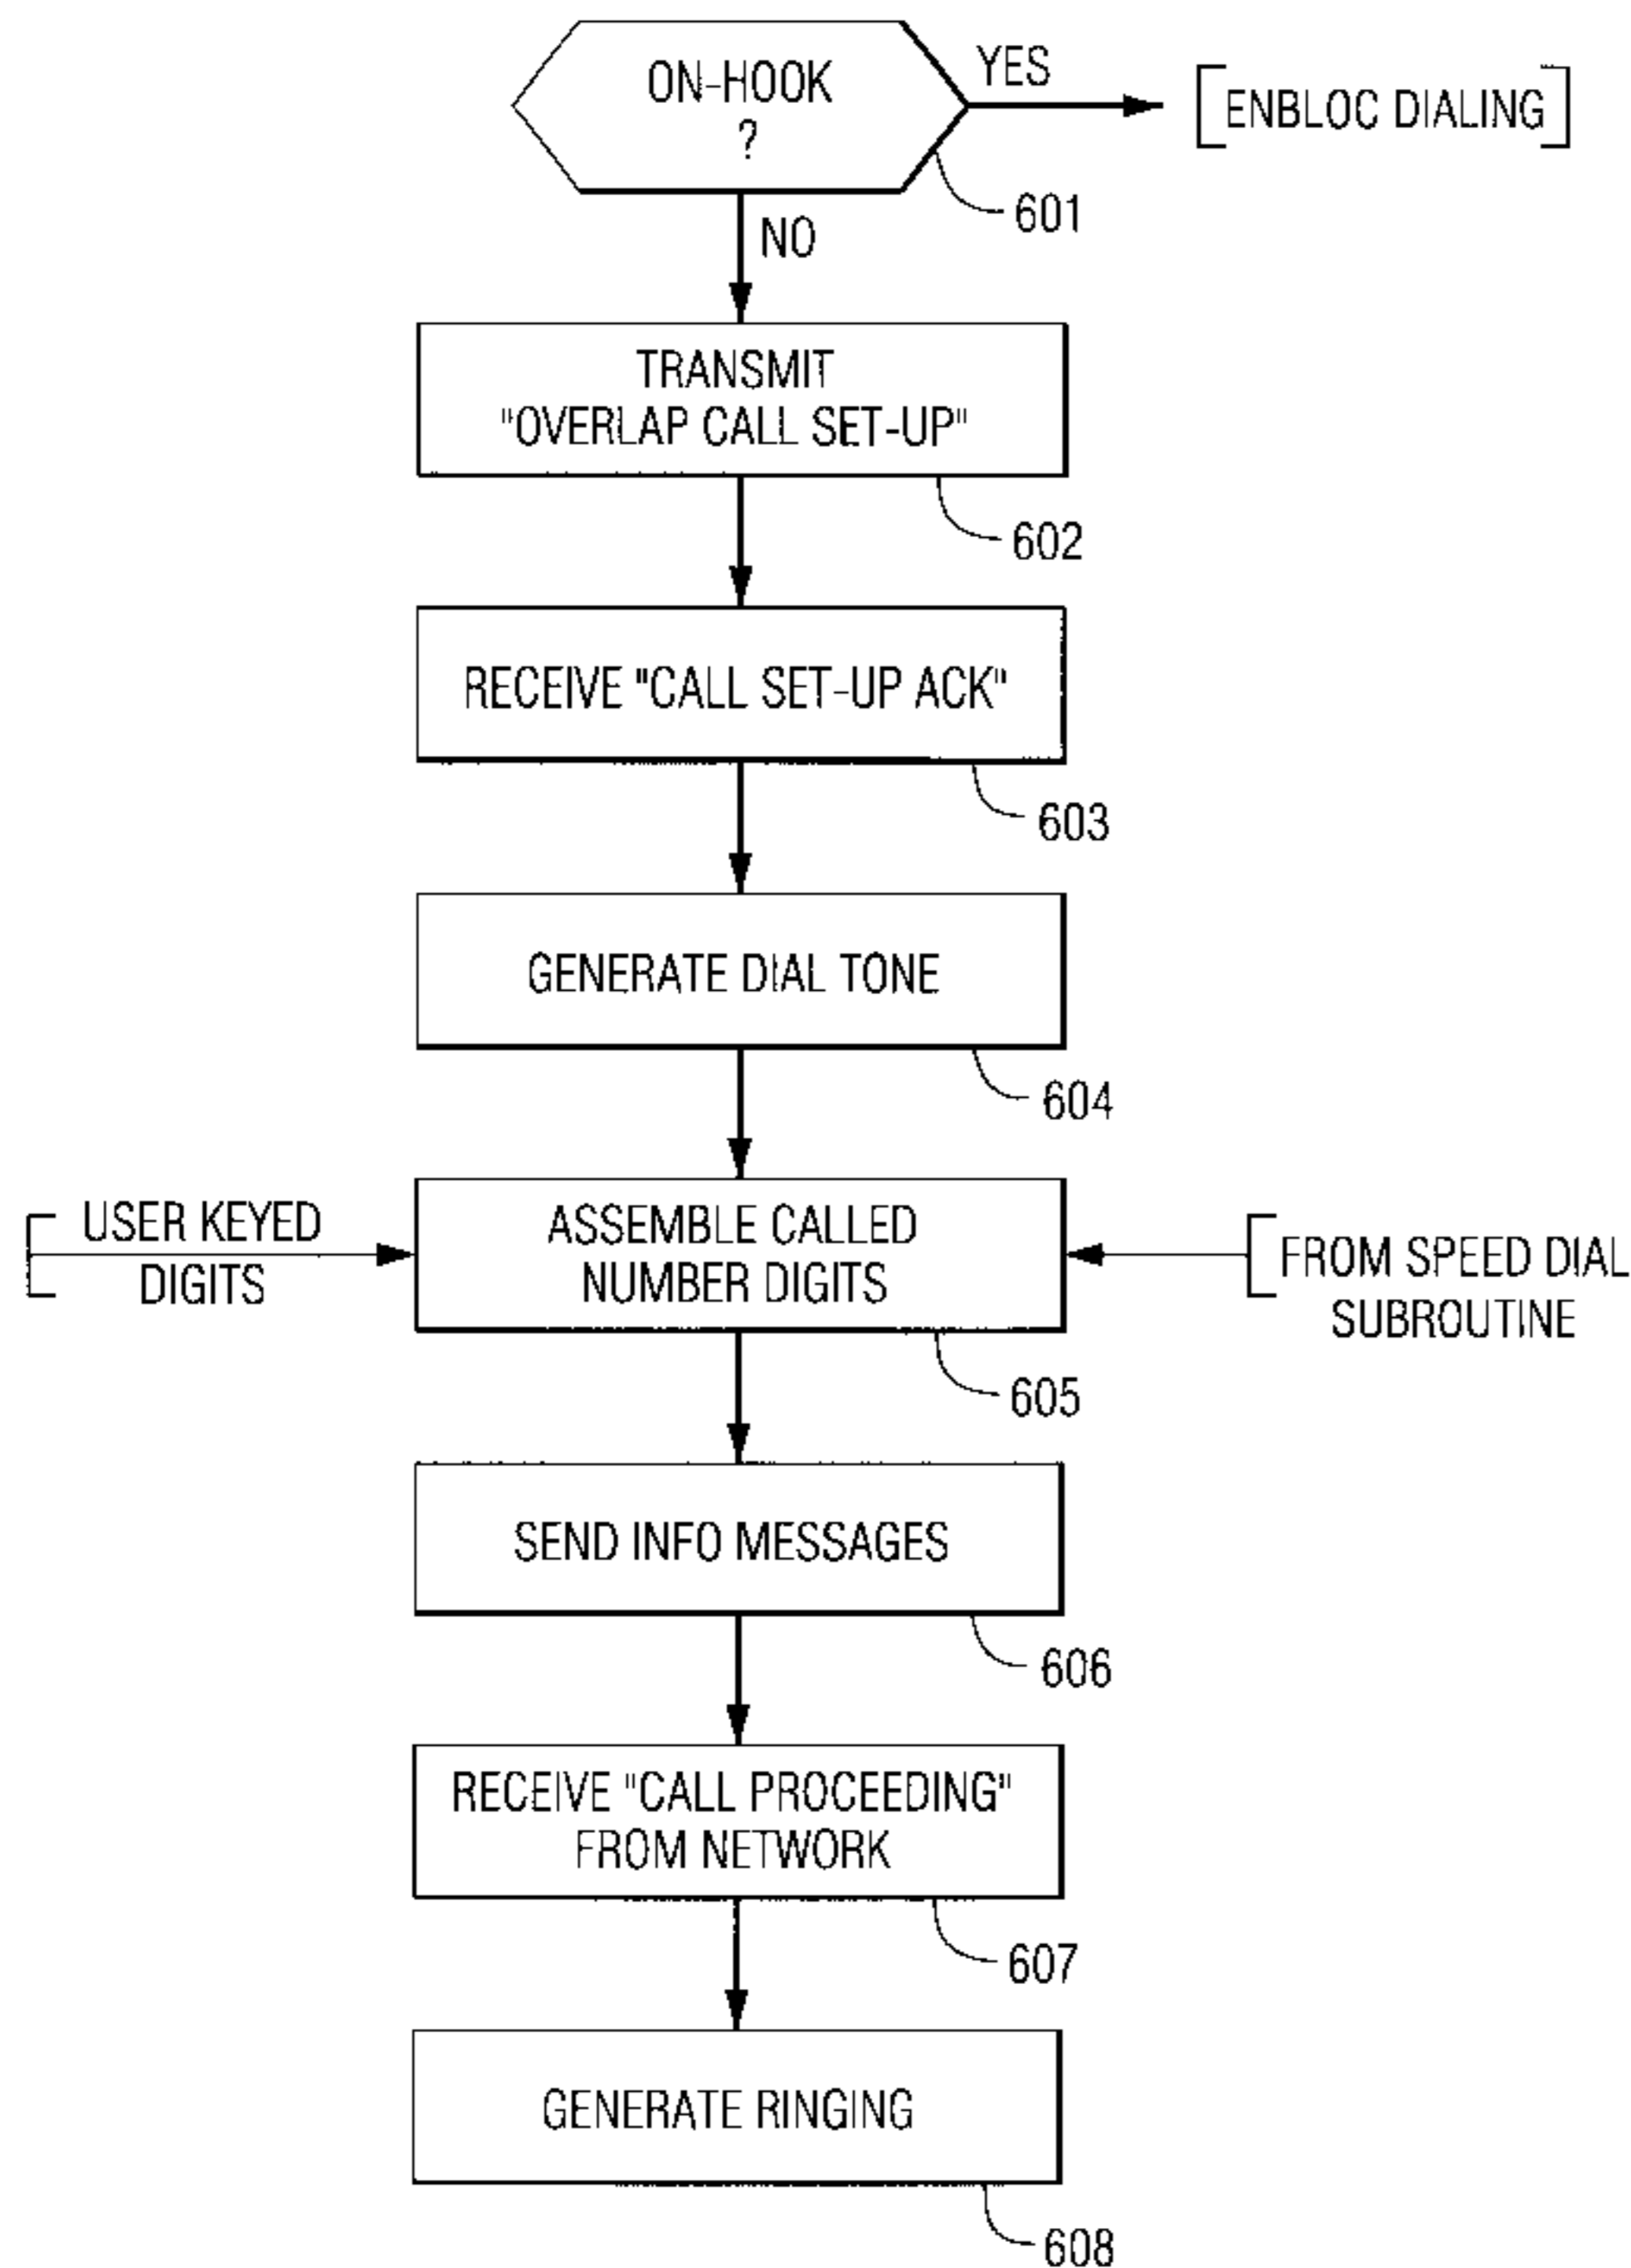 ON-HOOK
?
YES
ENBLOC DIALING
601
NO
TRANSMIT
"OVERLAP CALL SET-UP"
602
RECEIVE "CALL SET-UP ACK"
603
GENERATE DIAL TONE
604
USER KEYED
DIGITS
ASSEMBLE CALLED
NUMBER DIGITS
FROM SPEED DIAL
SUBROUTINE
605
SEND INFO MESSAGES
606
RECEIVE "CALL PROCEEDING"
FROM NETWORK
607
GENERATE RINGING
608